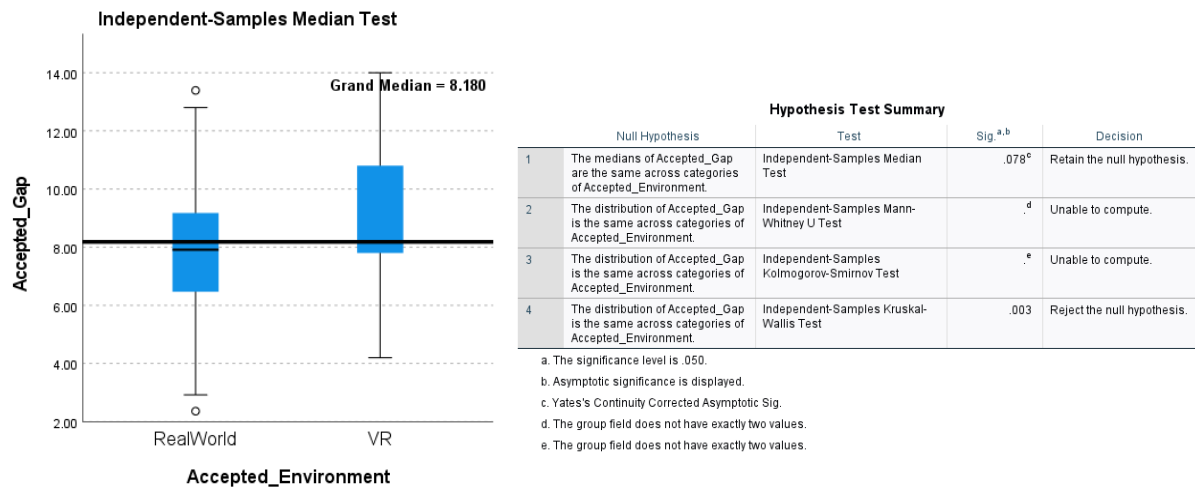 Independent-Samples Median Test
14.00
12.00
10.00
8.00
6.00
4.00
2.00
Accepted_Gap
Grand Median = 8.180
RealWorld
VR
Accepted_Environment
Hypothesis Test Summary
Null Hypothesis Test Sig.a,b Decision
1 The medians of Accepted_Gap Independent-Samples Median .078c Retain the null hypothesis.
are the same across categories Test
of Accepted_Environment.
2 The distribution of Accepted_Gap Independent-Samples Mann- .d Unable to compute.
is the same across categories of Whitney U Test
Accepted_Environment.
3 The distribution of Accepted_Gap Independent-Samples .e Unable to compute.
is the same across categories of Kolmogorov-Smirnov Test
Accepted_Environment.
4 The distribution of Accepted_Gap Independent-Samples Kruskal- .003 Reject the null hypothesis.
is the same across categories of Wallis Test
Accepted_Environment.
a. The significance level is .050.
b. Asymptotic significance is displayed.
c. Yates's Continuity Corrected Asymptotic Sig.
d. The group field does not have exactly two values.
e. The group field does not have exactly two values.